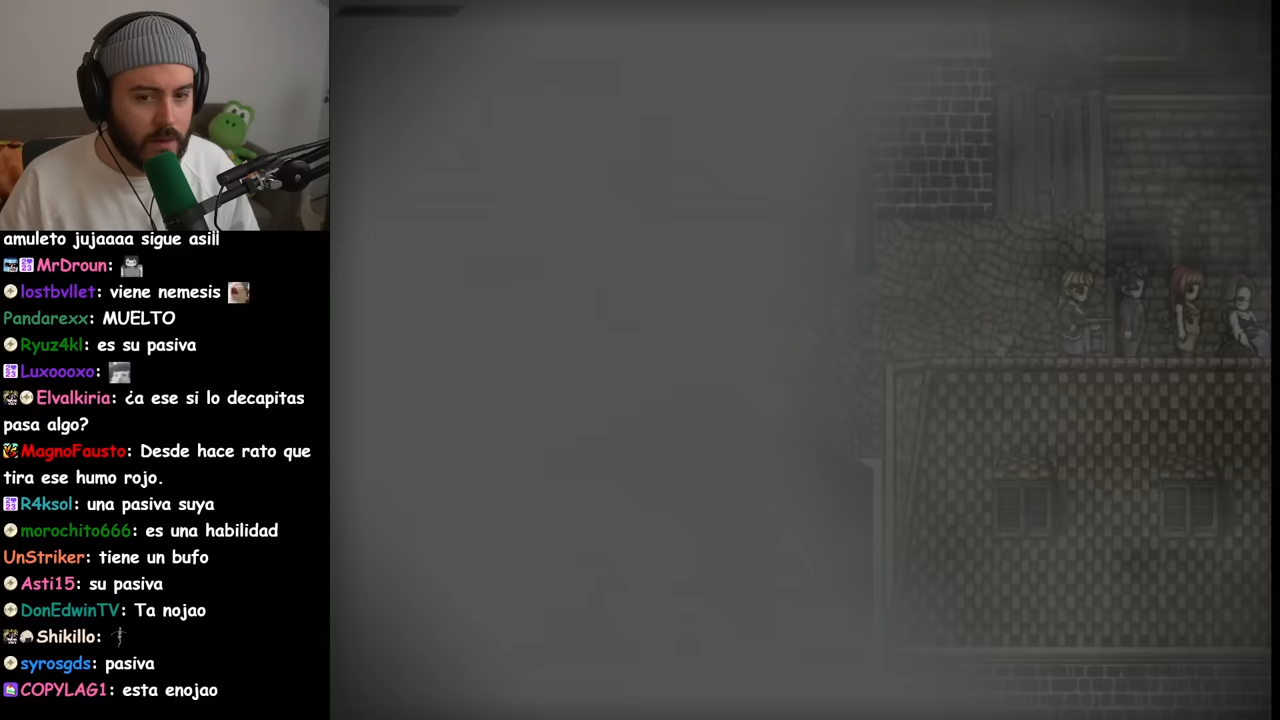 amuleto jujaaaa sigue asill
MrDroun:
lostbvllet: viene nemesis
Pandarexx: MUELTO
Ryuz4kl: es su pasiva
Luxoooxo:
Elvalkiria: ¿a ese si lo decapitas
pasa algo?
MagnoFausto: Desde hace rato que
tira ese humo rojo.
R4ksol: una pasiva suya
morochito666: es una habilidad
UnStriker: tiene un bufo
Asti15: su pasiva
DonEdwinTV: Ta nojao
Shikillo:
syrosgds: pasiva
COPYLAG1: esta enojao